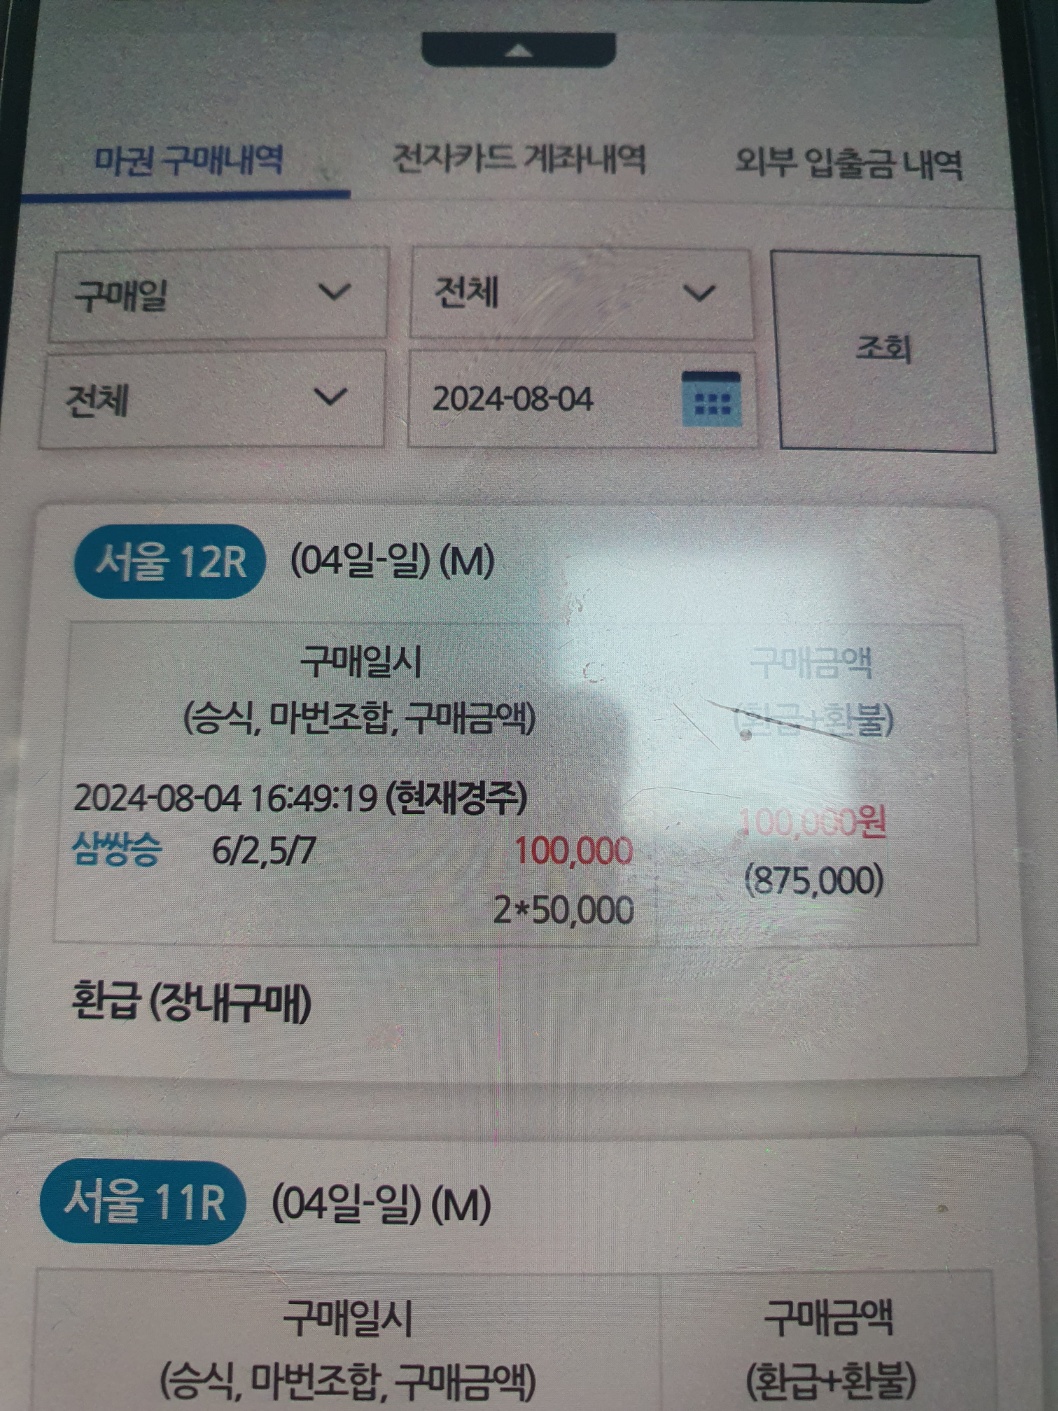 마권 구매내역 전자카드 계좌내역 외부 입출금 내역
구매일 전체
조회
전체 2024-08-04
서울 12R (04일-일) (M)
구매일시 구매금액
(승식, 마번조합, 구매금액) (환급+환불)
2024-08-04 16:49:19 (현재경주)
100,000원
삼쌍승 6/2,5/7 100,000
(875,000)
2*50,000
환급 (장내구매)
서울 11R (04일-일) (M)
구매일시 구매금액
(승식, 마번조합, 구매금액) (환급+환불)